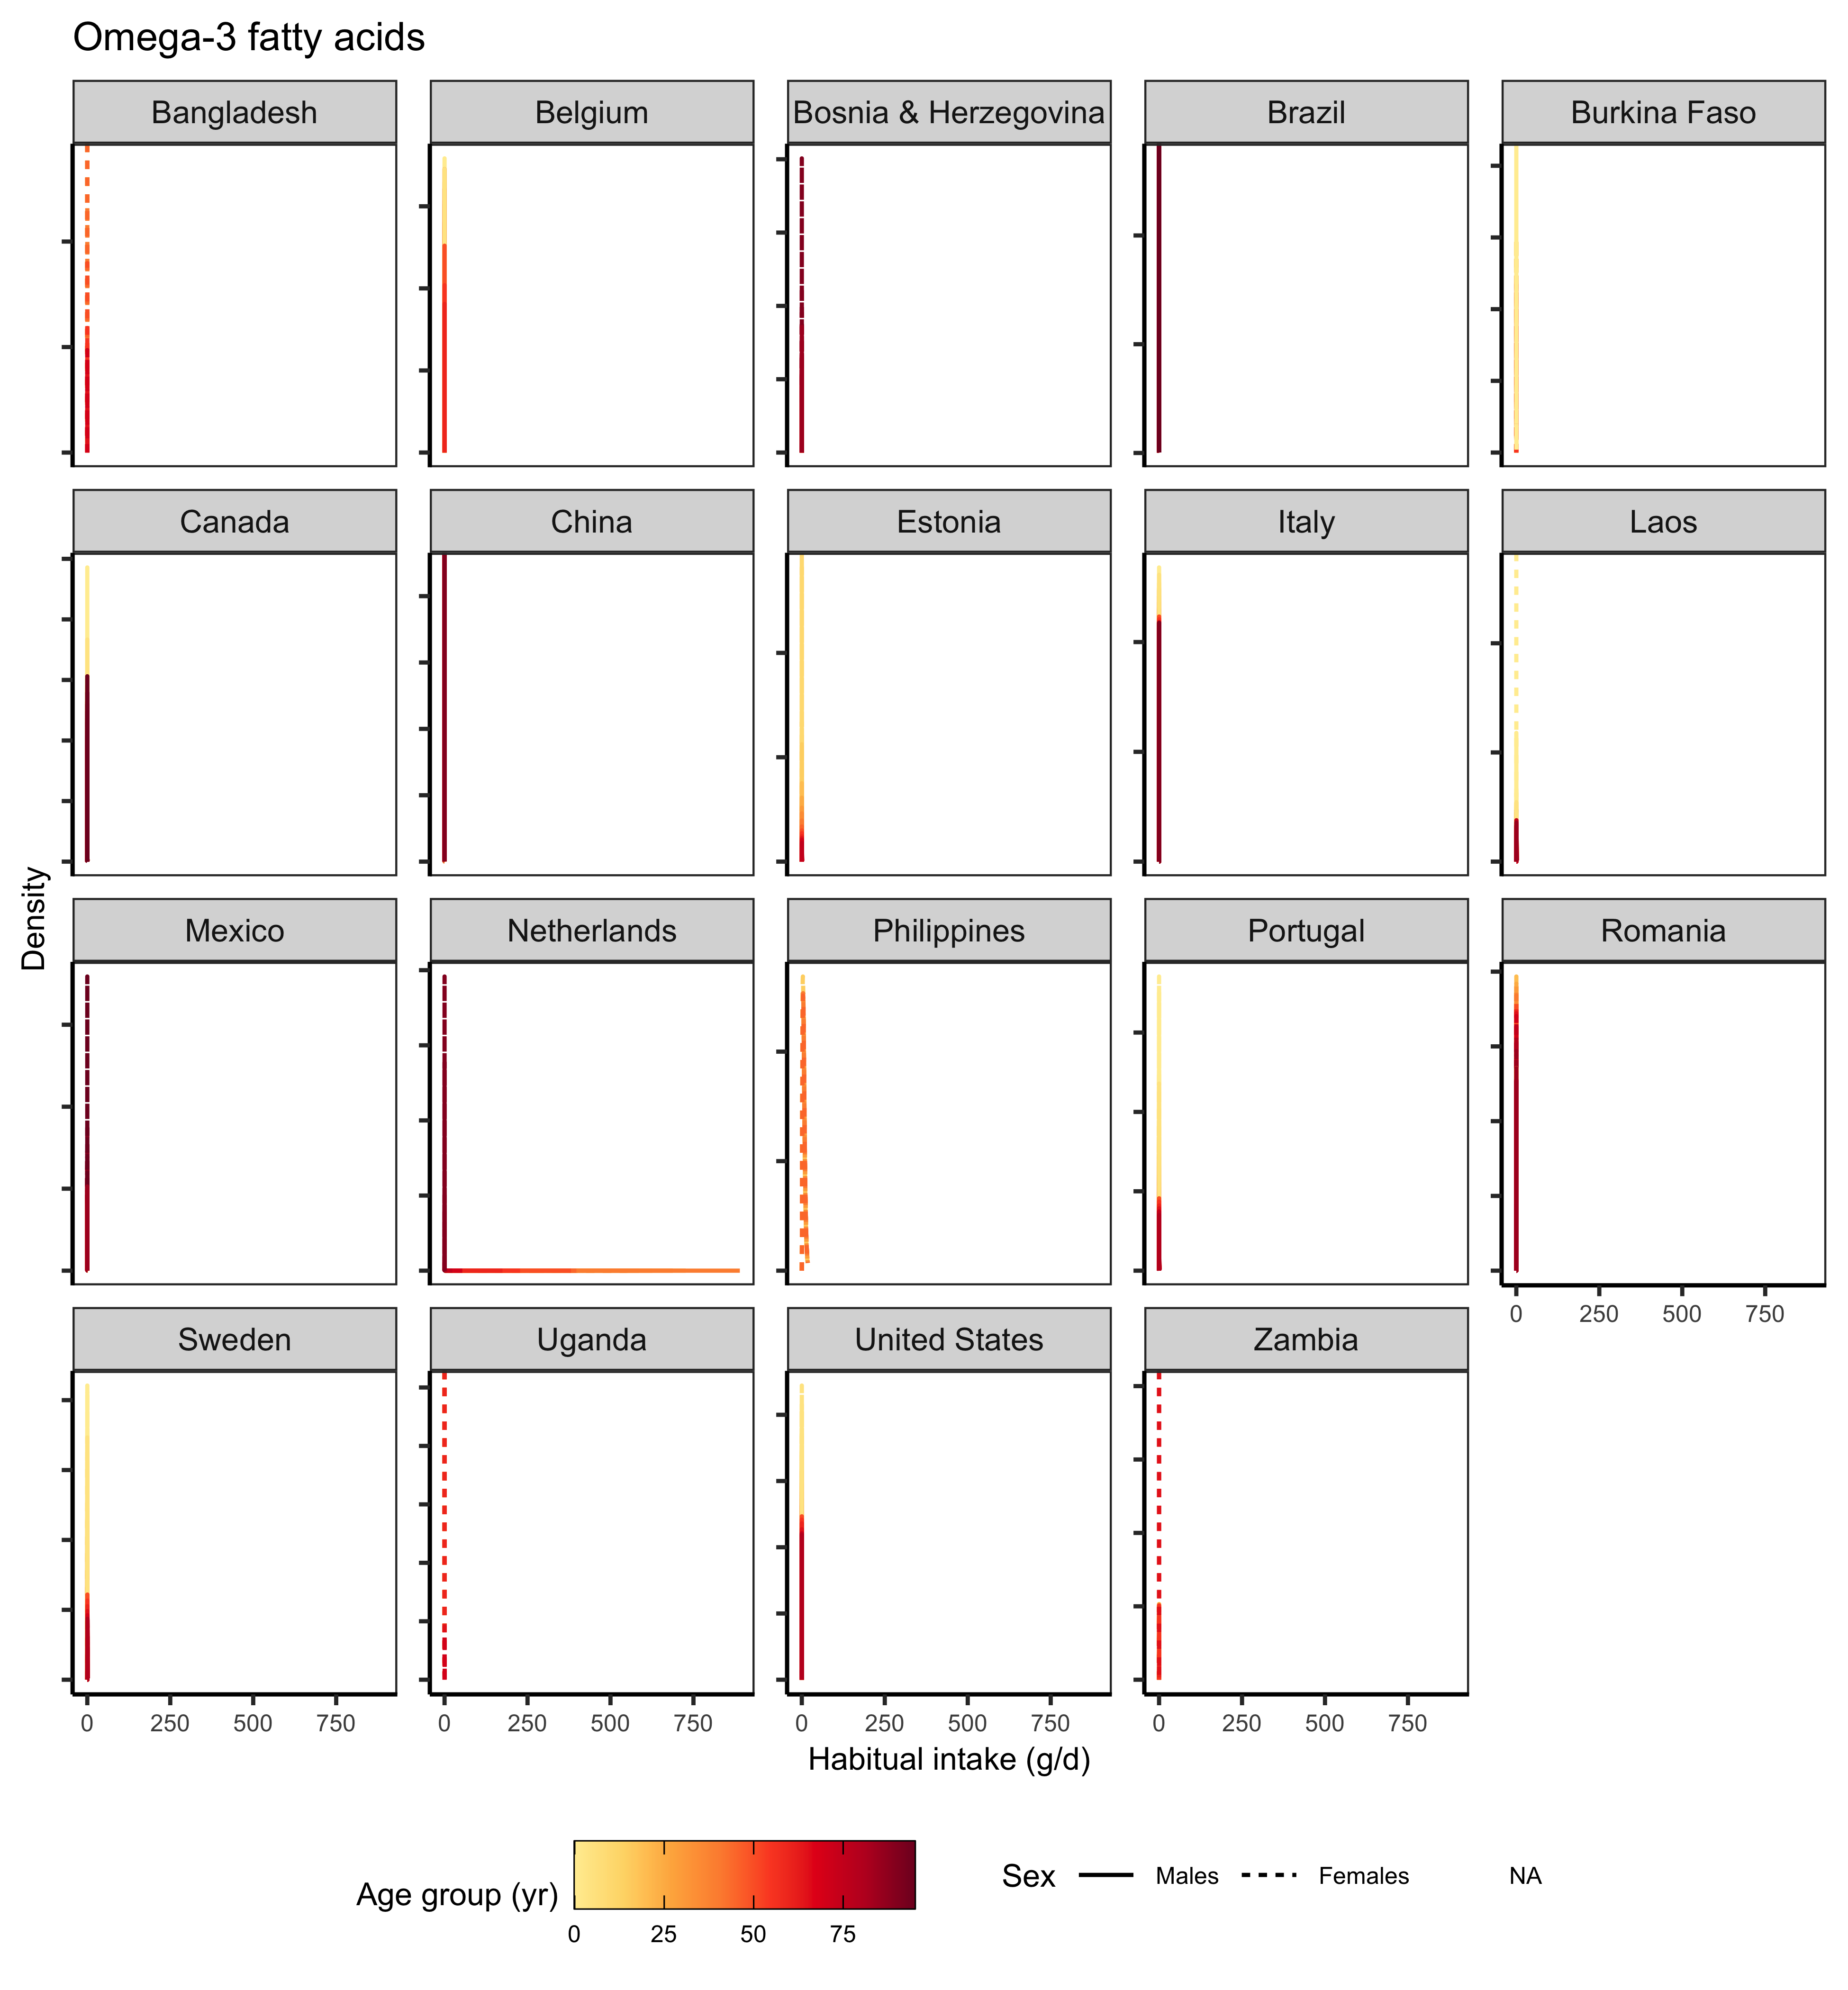 Omega-3 fatty acids
Bangladesh
Belgium
Bosnia & Herzegovina
Brazil
Burkina Faso
Canada
China
Estonia
Italy
Laos
Mexico
Netherlands
Philippines
Portugal
Romania
0 250 500 750
Sweden
Uganda
United States
Zambia
0 250 500 750
0 250 500 750
0 250 500 750
0 250 500 750
Density
Habitual intake (g/d)
Age group (yr)
0 25 50 75
Sex
Males
Females
NA